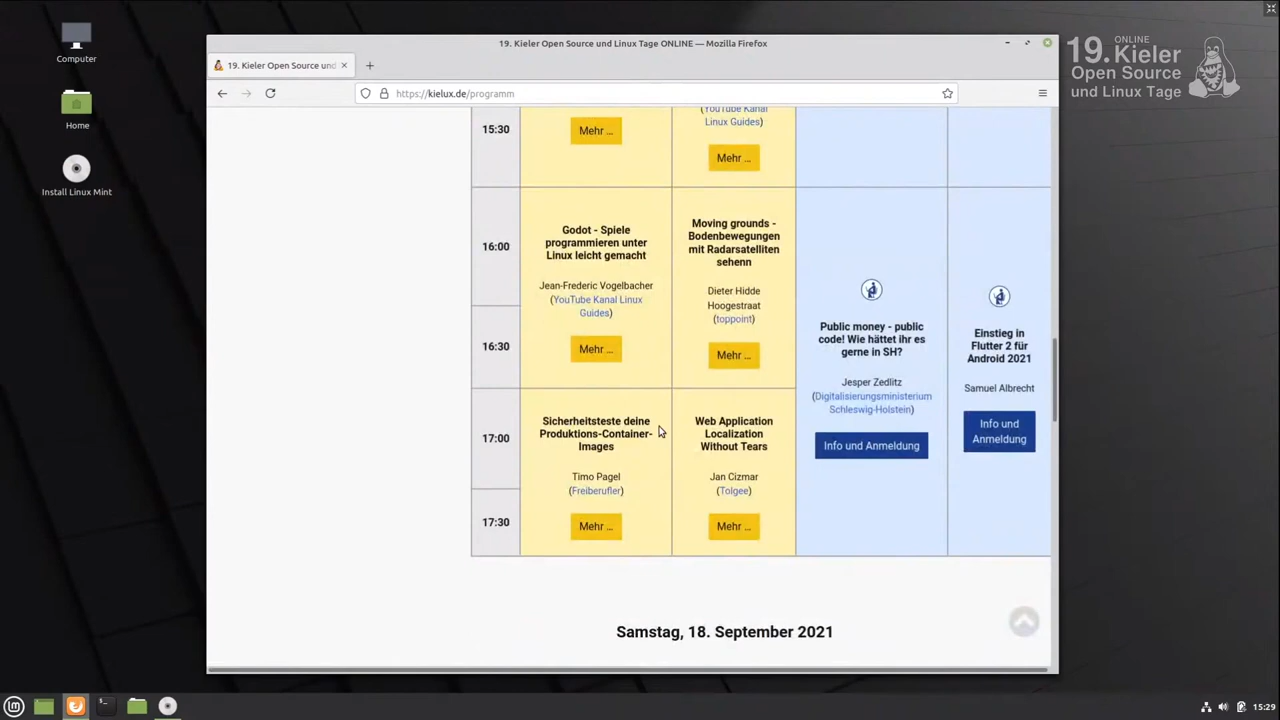 Computer
Home
Install Linux Mint
19. Kieler Open Source und Linux Tage ONLINE — Mozilla Firefox
19. Kieler Open Source und
https://kielux.de/programm
ONLINE
19. Kieler
Open Source
und Linux Tage
15:30
Mehr ...
(YouTube Kanal
Linux Guides)
Mehr ...
16:00
16:30
Godot - Spiele
programmieren unter
Linux leicht gemacht
Jean-Frederic Vogelbacher
(YouTube Kanal Linux
Guides)
Mehr ...
Moving grounds -
Bodenbewegungen
mit Radarsatelliten
sehenn
Dieter Hidde
Hoogestraat
(toppoint)
Mehr ...
Public money - public
code! Wie hättet ihr es
gerne in SH?
Jesper Zedlitz
(Digitalisierungsministerium
Schleswig-Holstein)
Info und Anmeldung
Einstieg in
Flutter 2 für
Android 2021
Samuel Albrecht
Info und
Anmeldung
17:00
17:30
Sicherheitsteste deine
Produktions-Container-
Images
Timo Pagel
(Freiberufler)
Mehr ...
Web Application
Localization
Without Tears
Jan Cizmar
(Tolgee)
Mehr ...
Samstag, 18. September 2021
15:29